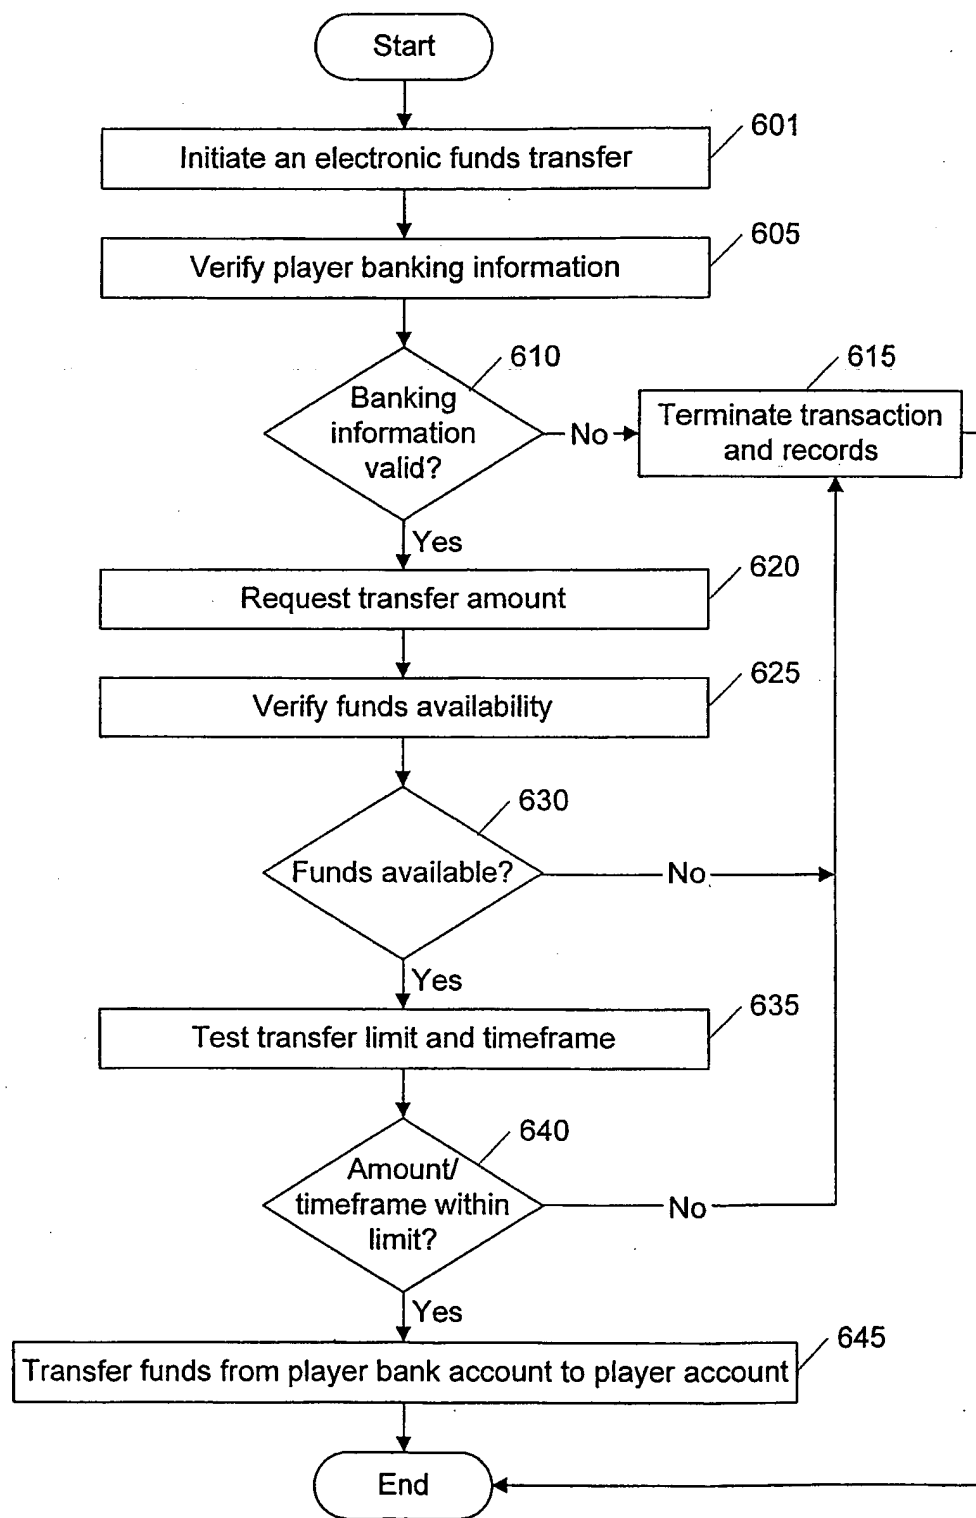 Start
601
Initiate an electronic funds transfer
605
Verify player banking information
610
Banking
information
valid?
No
615
Terminate transaction
and records
Yes
620
Request transfer amount
625
Verify funds availability
630
Funds available?
No
Yes
635
Test transfer limit and timeframe
640
Amount/
timeframe within
limit?
No
Yes
645
Transfer funds from player bank account to player account
End